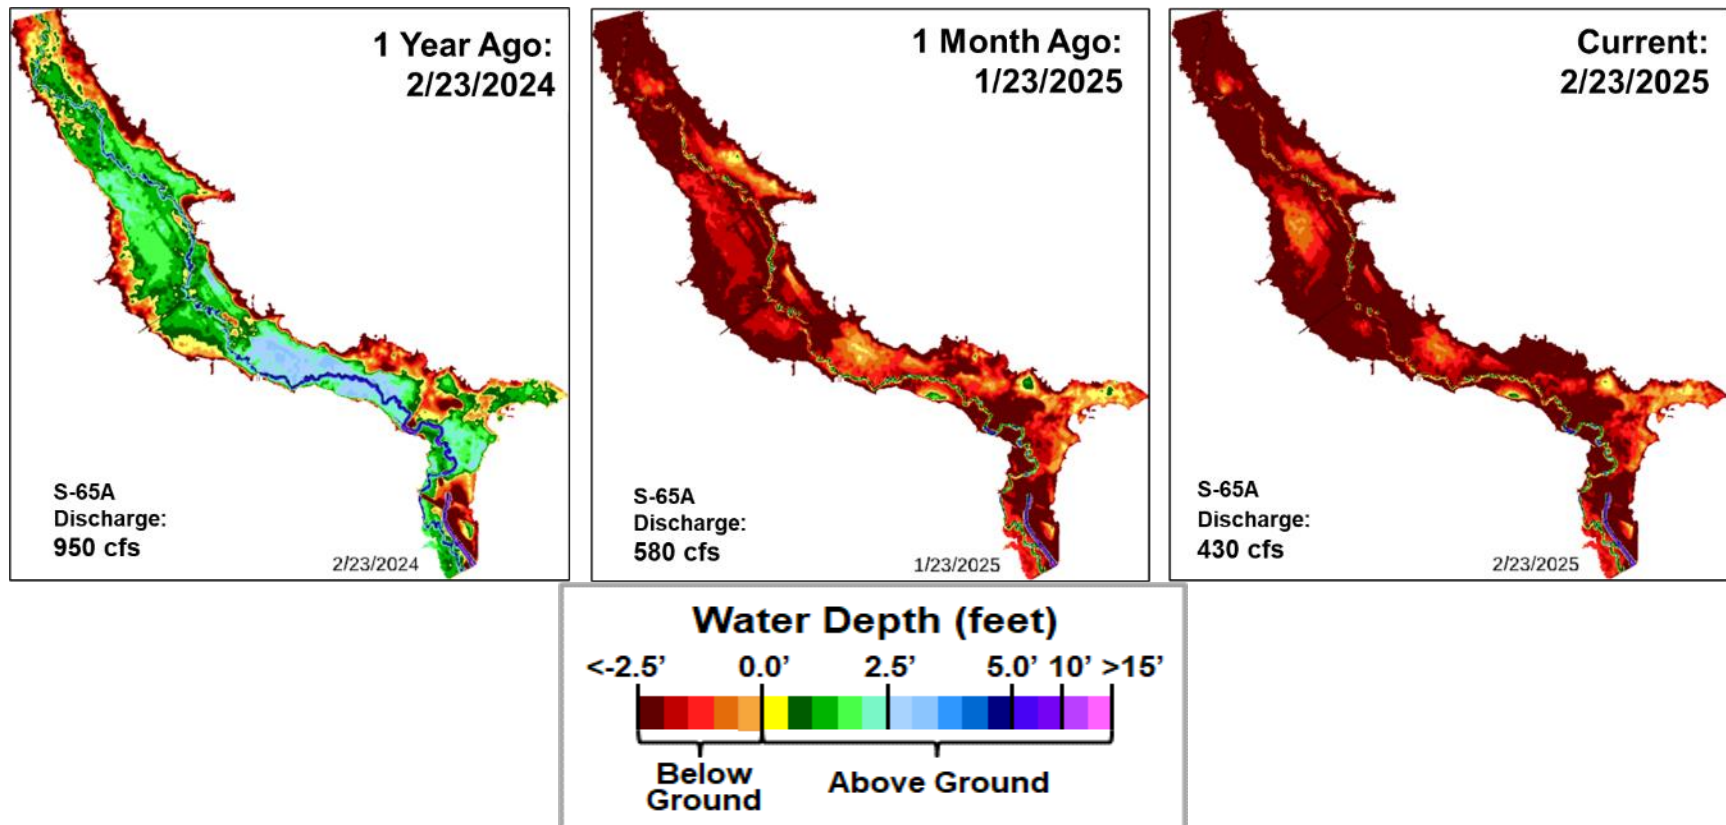 1 Year Ago:
2/23/2024
S-65A
Discharge:
950 cfs
2/23/2024
1 Month Ago:
1/23/2025
S-65A
Discharge:
580 cfs
1/23/2025
Current:
2/23/2025
S-65A
Discharge:
430 cfs
2/23/2025
Water Depth (feet)
<-2.5’ 0.0’ 2.5’ 5.0’ 10’ >15’
Below
Ground
Above Ground